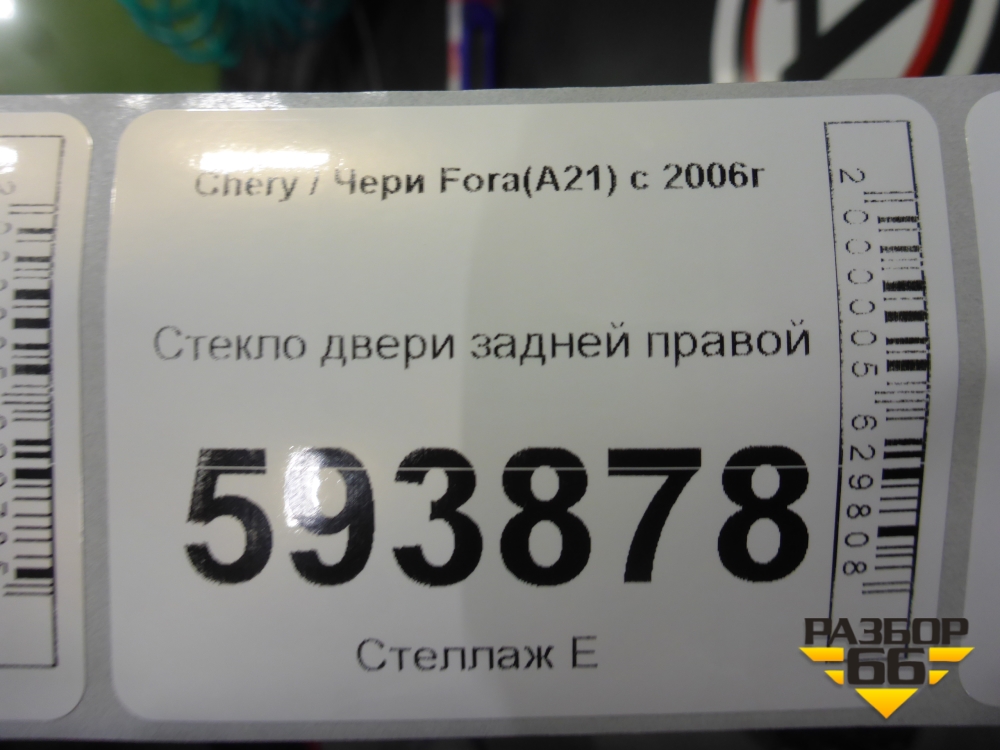 Chery / Чери Fora(A21) с 2006г
Стекло двери задней правой
593878
Стеллаж Е
2000005629808
РАЗБОР
66